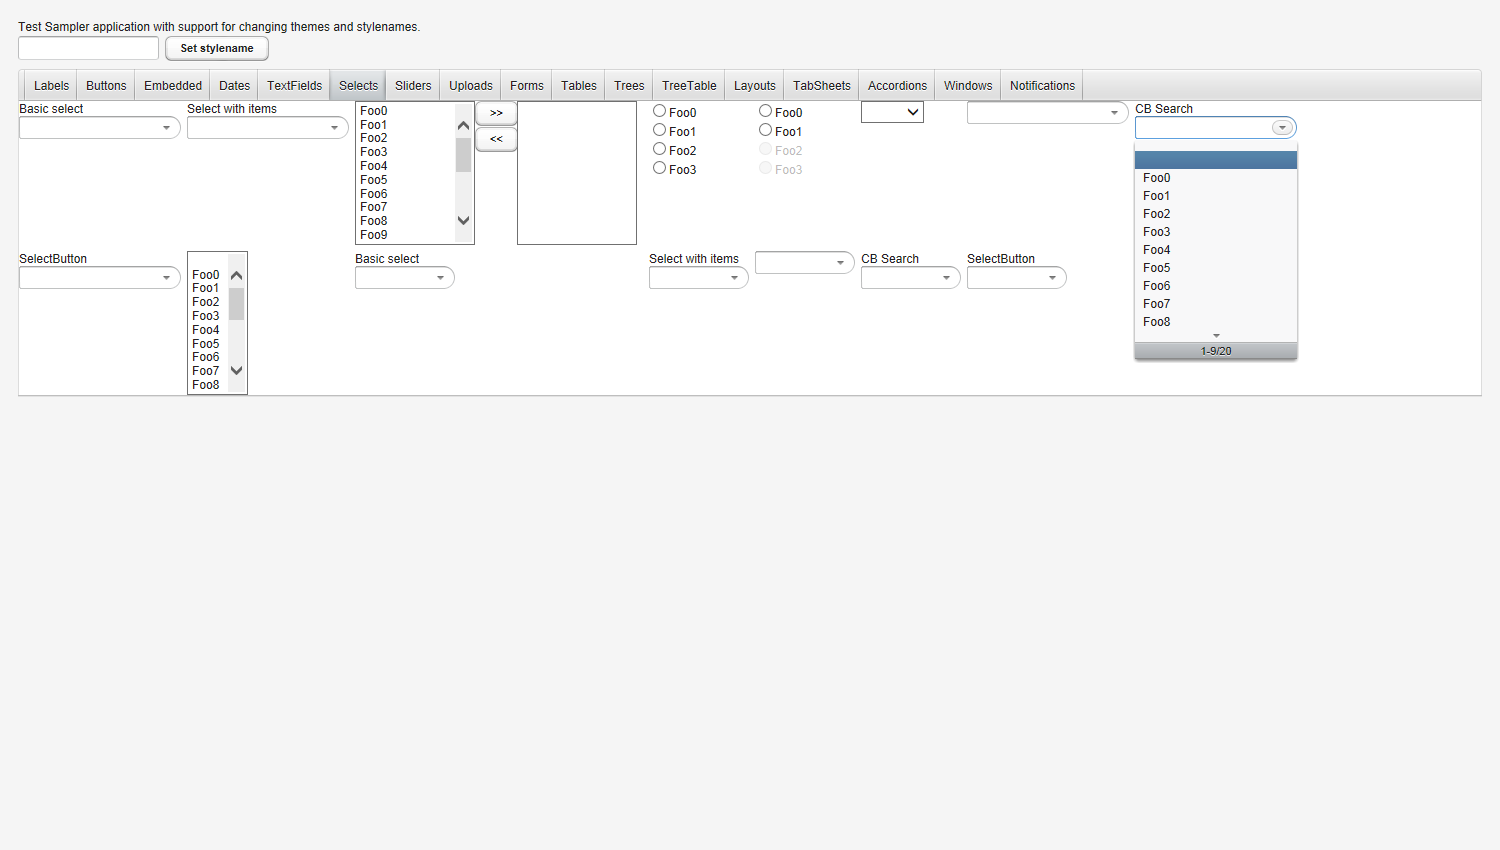 Test Sampler application with support for changing themes and stylenames.
Set stylename
Labels Buttons Embedded Dates TextFields Selects Sliders Uploads Forms Tables Trees TreeTable Layouts TabSheets Accordions Windows Notifications
Basic select
Select with items
Foo0
Foo1
Foo2
Foo3
Foo4
Foo5
Foo6
Foo7
Foo8
Foo9
>>
<<
Foo0
Foo1
Foo2
Foo3
Foo0
Foo1
Foo2
Foo3
CB Search
Foo0
Foo1
Foo2
Foo3
Foo4
Foo5
Foo6
Foo7
Foo8
1-9/20
SelectButton
Foo0
Foo1
Foo2
Foo3
Foo4
Foo5
Foo6
Foo7
Foo8
Basic select
Select with items
CB Search
SelectButton